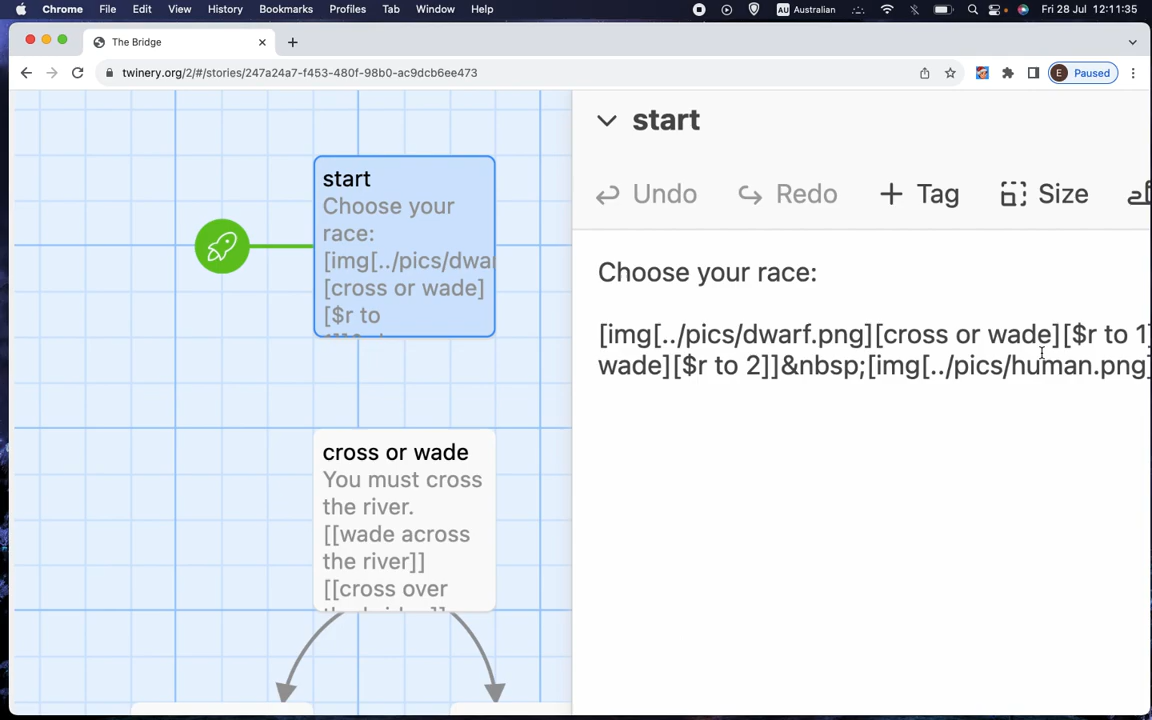 Chrome File Edit View History Bookmarks Profiles Tab Window Help AU Australian Fri 28 Jul 12:11:35
The Bridge
twinery.org/2/#/stories/247a24a7-f453-480f-98b0-ac9dcb6ee473 E Paused
start
Choose your
race:
[img[../pics/dwar
[cross or wade]
[$r to
cross or wade
You must cross
the river.
[[wade across
the river]]
[[cross over
start
Undo Redo + Tag Size
Choose your race:
[img[../pics/dwarf.png][cross or wade][$r to 1]
wade][$r to 2]]&nbsp;[img[../pics/human.png]